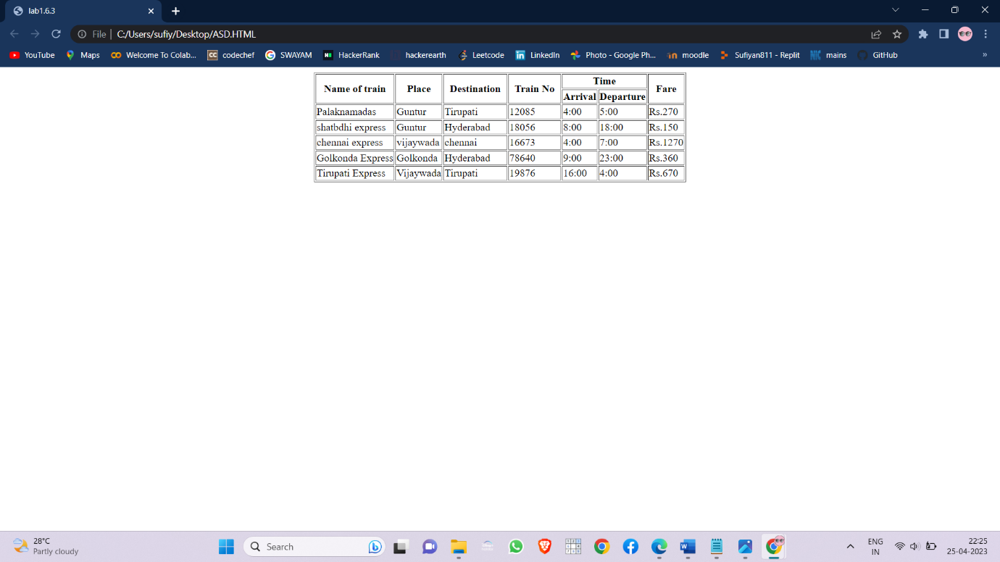 lab1.6.3
File | C:/Users/sufiy/Desktop/ASD.HTML
YouTube Maps Welcome To Colab... codechef SWAYAM HackerRank hackerearth Leetcode LinkedIn Photo - Google Ph... moodle Sufiyan811 - Replit mains GitHub »
Name of train Place Destination Train No Time Fare
Arrival Departure
Palaknamadas Guntur Tirupati 12085 4:00 5:00 Rs.270
shatbdhi express Guntur Hyderabad 18056 8:00 18:00 Rs.150
chennai express vijaywada chennai 16673 4:00 7:00 Rs.1270
Golkonda Express Golkonda Hyderabad 78640 9:00 23:00 Rs.360
Tirupati Express Vijaywada Tirupati 19876 16:00 4:00 Rs.670
28°C
Partly cloudy
Search
ENG
IN
22:25
25-04-2023